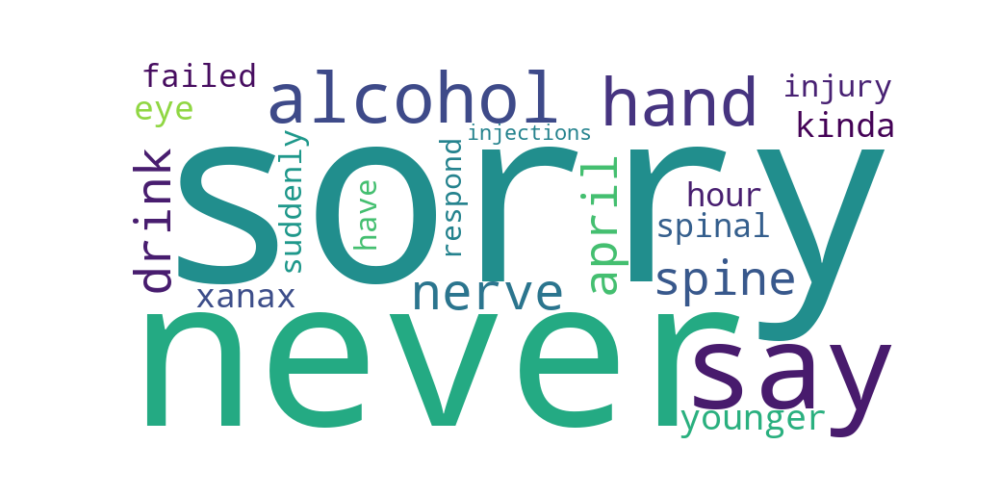 failed
alcohol
hand
injury
eye
kinda
injections
sorry
drink
suddenly
have
respond
april
hour
spinal
spine
xanax
nerve
never
say
younger